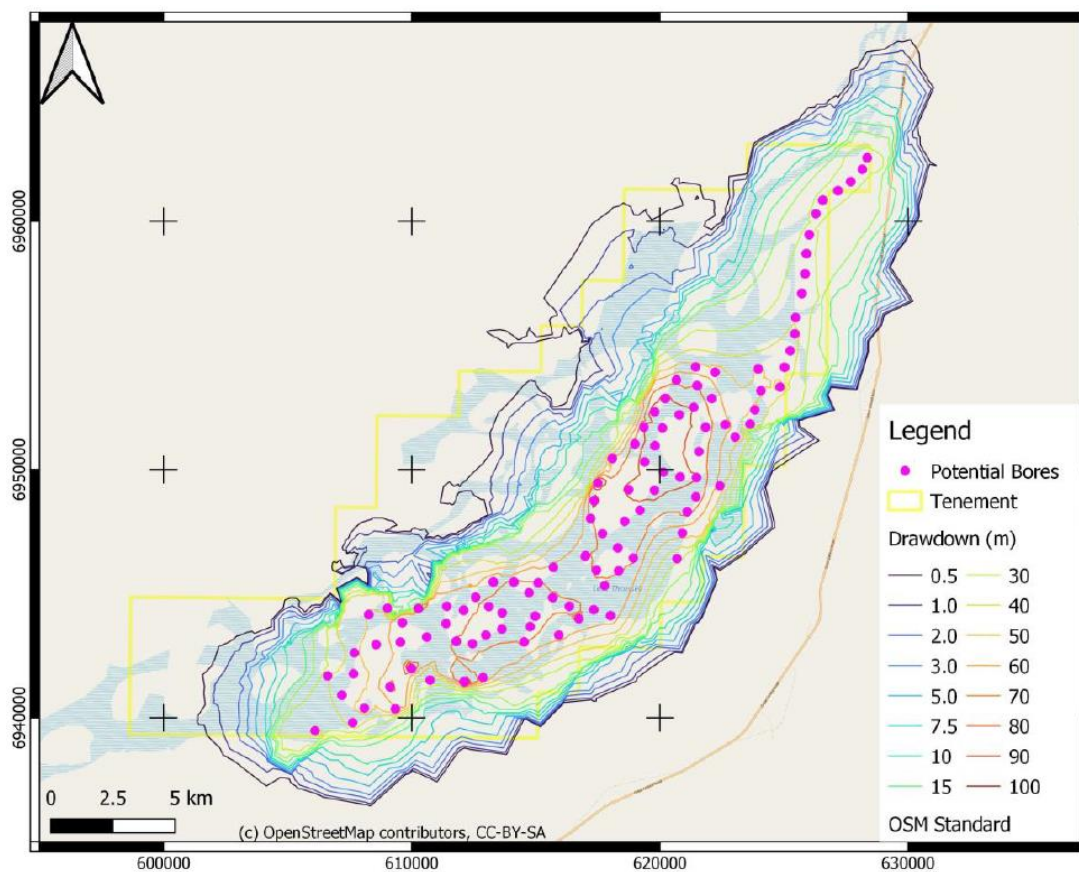 6960000
6950000
6940000
Legend
Potential Bores
Tenement
Drawdown (m)
0.5 30
1.0 40
2.0 50
3.0 60
5.0 70
7.5 80
10 90
15 100
OSM Standard
0 2.5 5 km
(c) OpenStreetMap contributors, CC-BY-SA
600000 610000 620000 630000